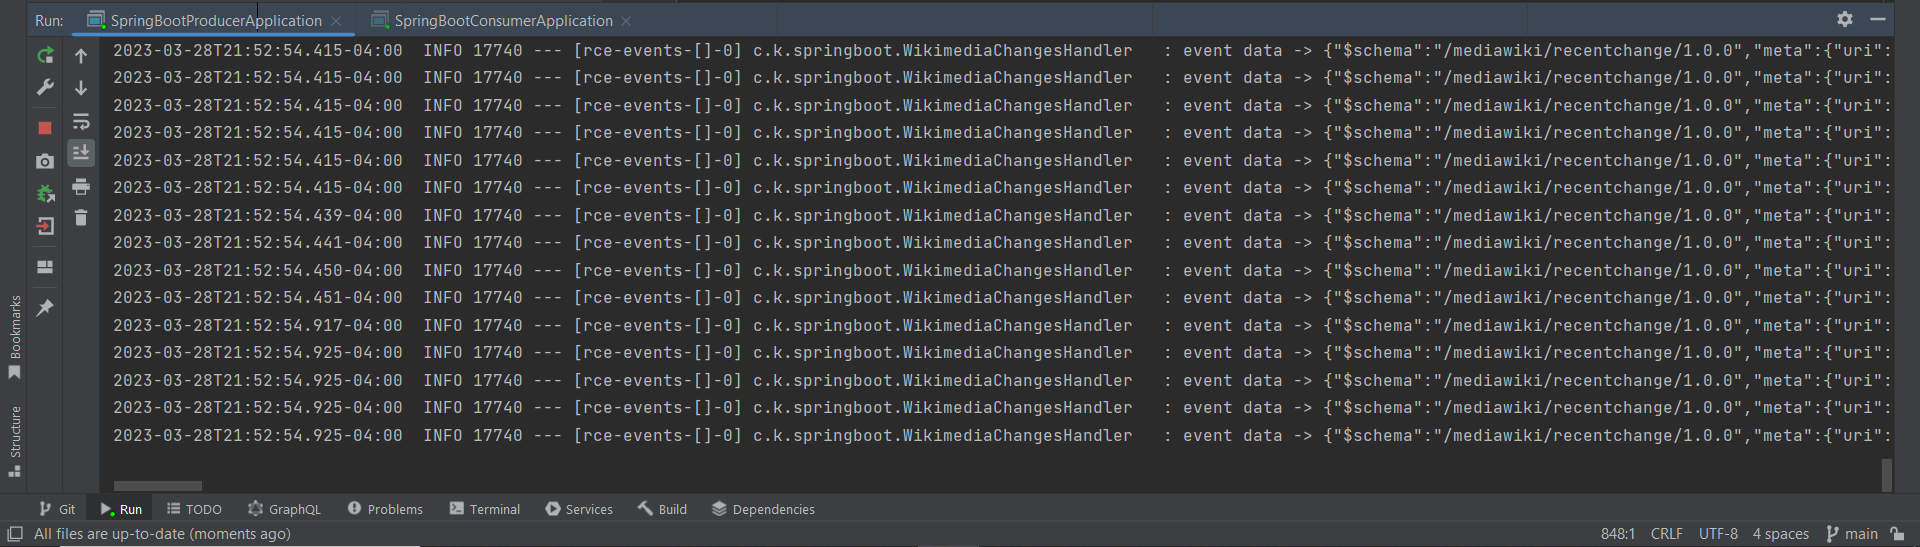 Run: SpringBootProducerApplication SpringBootConsumerApplication
2023-03-28T21:52:54.415-04:00  INFO 17740 --- [rce-events-[]-0] c.k.springboot.WikimediaChangesHandler   : event data -> {"$schema":"/mediawiki/recentchange/1.0.0","meta":{"uri":
2023-03-28T21:52:54.415-04:00  INFO 17740 --- [rce-events-[]-0] c.k.springboot.WikimediaChangesHandler   : event data -> {"$schema":"/mediawiki/recentchange/1.0.0","meta":{"uri":
2023-03-28T21:52:54.415-04:00  INFO 17740 --- [rce-events-[]-0] c.k.springboot.WikimediaChangesHandler   : event data -> {"$schema":"/mediawiki/recentchange/1.0.0","meta":{"uri":
2023-03-28T21:52:54.415-04:00  INFO 17740 --- [rce-events-[]-0] c.k.springboot.WikimediaChangesHandler   : event data -> {"$schema":"/mediawiki/recentchange/1.0.0","meta":{"uri":
2023-03-28T21:52:54.415-04:00  INFO 17740 --- [rce-events-[]-0] c.k.springboot.WikimediaChangesHandler   : event data -> {"$schema":"/mediawiki/recentchange/1.0.0","meta":{"uri":
2023-03-28T21:52:54.415-04:00  INFO 17740 --- [rce-events-[]-0] c.k.springboot.WikimediaChangesHandler   : event data -> {"$schema":"/mediawiki/recentchange/1.0.0","meta":{"uri":
2023-03-28T21:52:54.439-04:00  INFO 17740 --- [rce-events-[]-0] c.k.springboot.WikimediaChangesHandler   : event data -> {"$schema":"/mediawiki/recentchange/1.0.0","meta":{"uri":
2023-03-28T21:52:54.441-04:00  INFO 17740 --- [rce-events-[]-0] c.k.springboot.WikimediaChangesHandler   : event data -> {"$schema":"/mediawiki/recentchange/1.0.0","meta":{"uri":
2023-03-28T21:52:54.450-04:00  INFO 17740 --- [rce-events-[]-0] c.k.springboot.WikimediaChangesHandler   : event data -> {"$schema":"/mediawiki/recentchange/1.0.0","meta":{"uri":
2023-03-28T21:52:54.451-04:00  INFO 17740 --- [rce-events-[]-0] c.k.springboot.WikimediaChangesHandler   : event data -> {"$schema":"/mediawiki/recentchange/1.0.0","meta":{"uri":
2023-03-28T21:52:54.917-04:00  INFO 17740 --- [rce-events-[]-0] c.k.springboot.WikimediaChangesHandler   : event data -> {"$schema":"/mediawiki/recentchange/1.0.0","meta":{"uri":
2023-03-28T21:52:54.925-04:00  INFO 17740 --- [rce-events-[]-0] c.k.springboot.WikimediaChangesHandler   : event data -> {"$schema":"/mediawiki/recentchange/1.0.0","meta":{"uri":
2023-03-28T21:52:54.925-04:00  INFO 17740 --- [rce-events-[]-0] c.k.springboot.WikimediaChangesHandler   : event data -> {"$schema":"/mediawiki/recentchange/1.0.0","meta":{"uri":
2023-03-28T21:52:54.925-04:00  INFO 17740 --- [rce-events-[]-0] c.k.springboot.WikimediaChangesHandler   : event data -> {"$schema":"/mediawiki/recentchange/1.0.0","meta":{"uri":
2023-03-28T21:52:54.925-04:00  INFO 17740 --- [rce-events-[]-0] c.k.springboot.WikimediaChangesHandler   : event data -> {"$schema":"/mediawiki/recentchange/1.0.0","meta":{"uri":
Bookmarks
Structure
Git Run TODO GraphQL Problems Terminal Services Build Dependencies
All files are up-to-date (moments ago) 848:1 CRLF UTF-8 4 spaces main